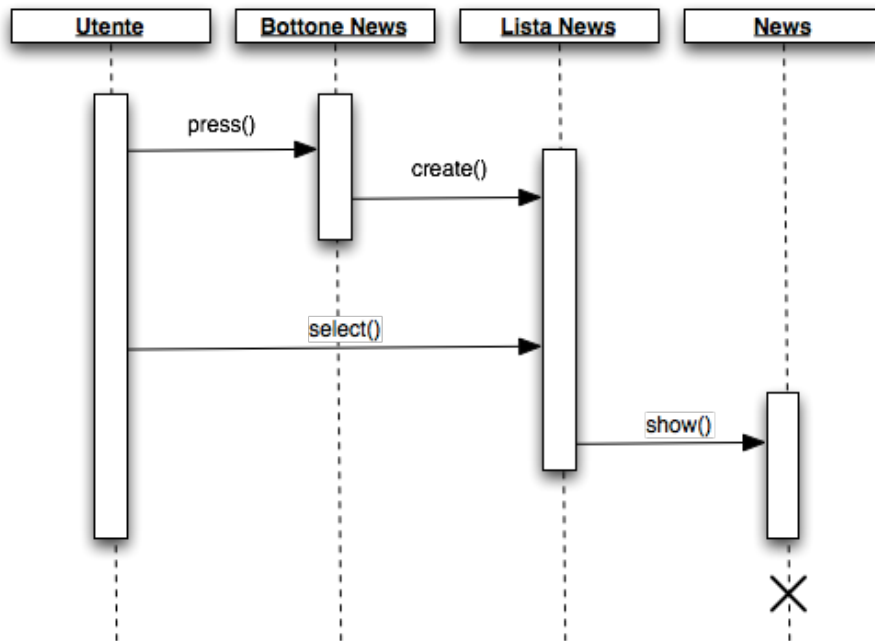 Utente
Bottone News
Lista News
News
press()
create()
select()
show()